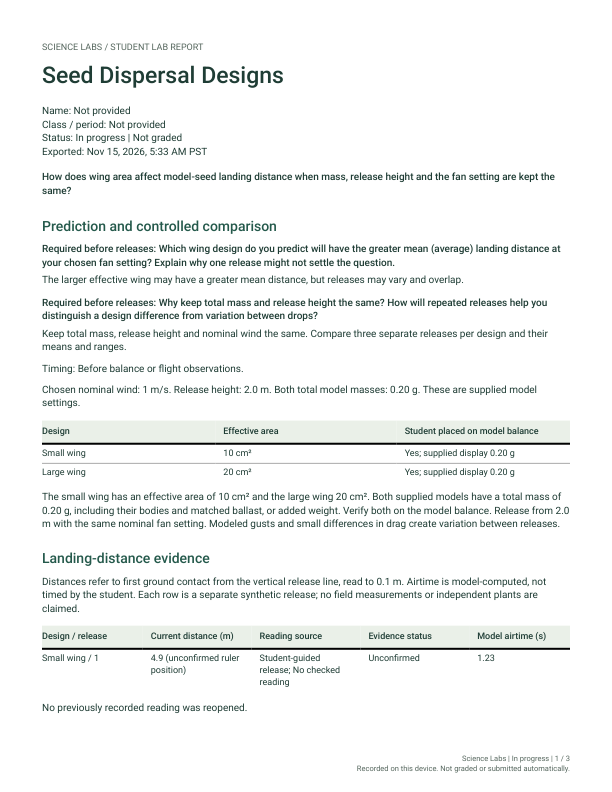 SCIENCE LABS / STUDENT LAB REPORT
Seed Dispersal Designs
Name: Not provided
Class / period: Not provided
Status: In progress | Not graded
Exported: Nov 15, 2026, 5:33 AM PST
How does wing area affect model-seed landing distance when mass, release height and the fan setting are kept the
same?
Prediction and controlled comparison
Required before releases: Which wing design do you predict will have the greater mean (average) landing distance at
your chosen fan setting? Explain why one release might not settle the question.
The larger effective wing may have a greater mean distance, but releases may vary and overlap.
Required before releases: Why keep total mass and release height the same? How will repeated releases help you
distinguish a design difference from variation between drops?
Keep total mass, release height and nominal wind the same. Compare three separate releases per design and their
means and ranges.
Timing: Before balance or flight observations.
Chosen nominal wind: 1 m/s. Release height: 2.0 m. Both total model masses: 0.20 g. These are supplied model
settings.
Design Effective area Student placed on model balance
Small wing 10 cm² Yes; supplied display 0.20 g
Large wing 20 cm² Yes; supplied display 0.20 g
The small wing has an effective area of 10 cm² and the large wing 20 cm². Both supplied models have a total mass of
0.20 g, including their bodies and matched ballast, or added weight. Verify both on the model balance. Release from 2.0
m with the same nominal fan setting. Modeled gusts and small differences in drag create variation between releases.
Landing-distance evidence
Distances refer to first ground contact from the vertical release line, read to 0.1 m. Airtime is model-computed, not
timed by the student. Each row is a separate synthetic release; no field measurements or independent plants are
claimed.
Design / release Current distance (m) Reading source Evidence status Model airtime (s)
Small wing / 1 4.9 (unconfirmed ruler Student-guided Unconfirmed 1.23
position) release; No checked
reading
No previously recorded reading was reopened.
Science Labs | In progress | 1 / 3
Recorded on this device. Not graded or submitted automatically.